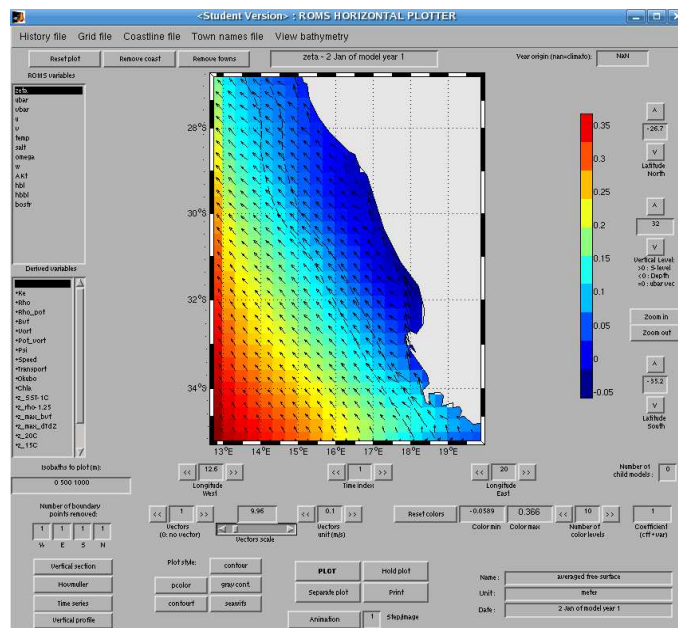 <Student Version> : ROMS HORIZONTAL PLOTTER
History file Grid file Coastline file Town names file View bathymetry
Reset plot Remove coast Remove towns zeta - 2 Jan of model year 1 Year origin (nan=climato): NaN
ROMS variables
zeta
ubar
vbar
u
v
temp
salt
omega
w
AKt
hbl
hbbl
bostr
Derived variables
*Ke
*Rho
*Rho_pot
*Bvf
*Vort
*Pot_vort
*Psi
*Speed
*Transport
*Okubo
*Chla
*z_SST-1C
*z_rho-1.25
*z_max_bvf
*z_max_dTdZ
*z_20C
*z_15C
28°S
30°S
32°S
34°S
13°E 14°E 15°E 16°E 17°E 18°E 19°E
0.35
0.3
0.25
0.2
0.15
0.1
0.05
0
-0.05
^
-26.7
v
Latitude
North
^
32
v
Vertical Level:
>0 : S-level
<0 : Depth
=0 : ubar vec
Zoom in
Zoom out
^
-35.2
v
Latitude
South
Isobaths to plot (m):
0 500 1000
<< 12.6 >>
Longitude
West
<< 1 >>
Time index
<< 20 >>
Longitude
East
Number of
child models : 0
Number of boundary
points removed:
1 1 1 1
W E S N
<< 1 >>
Vectors
(0: no vector)
9.96
Vectors scale
<< 0.1 >>
Vectors
unit (m/s)
Reset colors
-0.0589 0.366
Color min Color max
<< 10 >>
Number of
color levels
1
Coefficient
(cff*var)
Vertical section
Hovmuller
Time series
Vertical profile
Plot style: contour
pcolor gray cont.
contourf seawifs
PLOT Hold plot
Separate plot Print
Animation 1 Step/image
Name : averaged free-surface
Unit : meter
Date : 2 Jan of model year 1